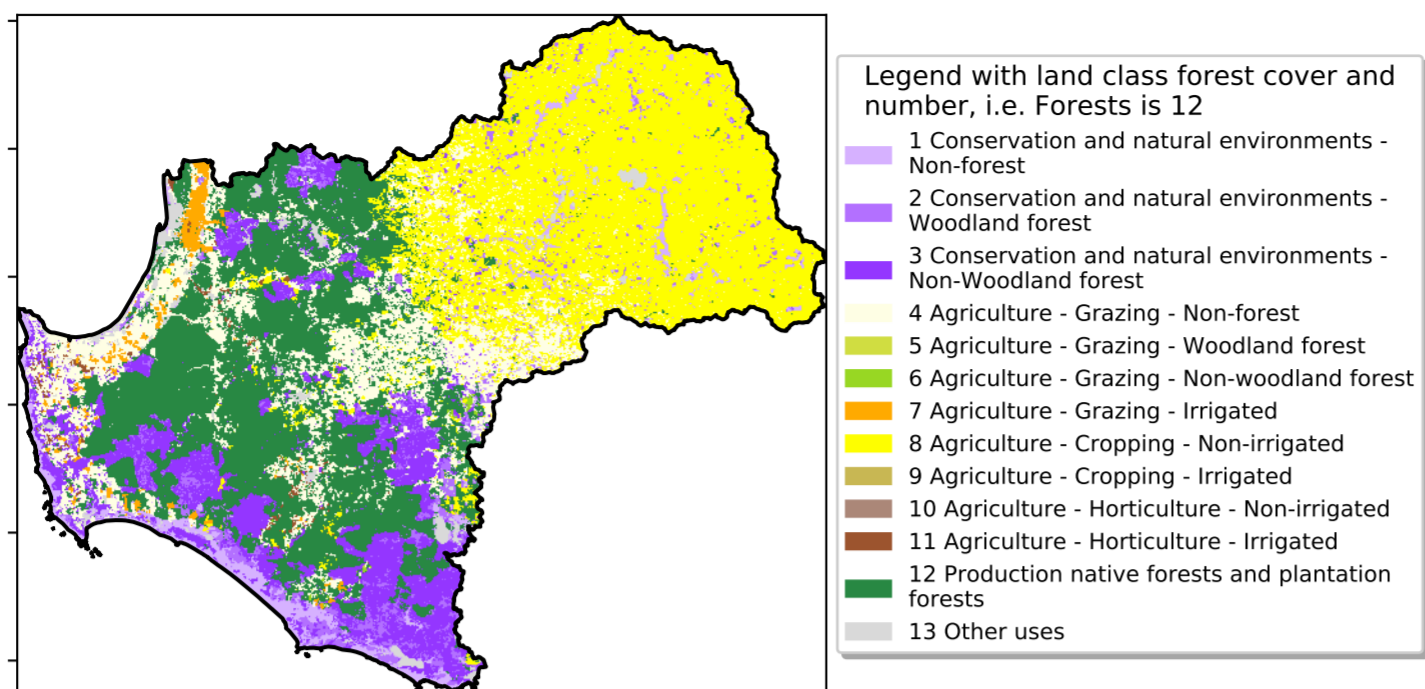 Legend with land class forest cover and
number, i.e. Forests is 12
1 Conservation and natural environments -
Non-forest
2 Conservation and natural environments -
Woodland forest
3 Conservation and natural environments -
Non-Woodland forest
4 Agriculture - Grazing - Non-forest
5 Agriculture - Grazing - Woodland forest
6 Agriculture - Grazing - Non-woodland forest
7 Agriculture - Grazing - Irrigated
8 Agriculture - Cropping - Non-irrigated
9 Agriculture - Cropping - Irrigated
10 Agriculture - Horticulture - Non-irrigated
11 Agriculture - Horticulture - Irrigated
12 Production native forests and plantation
forests
13 Other uses